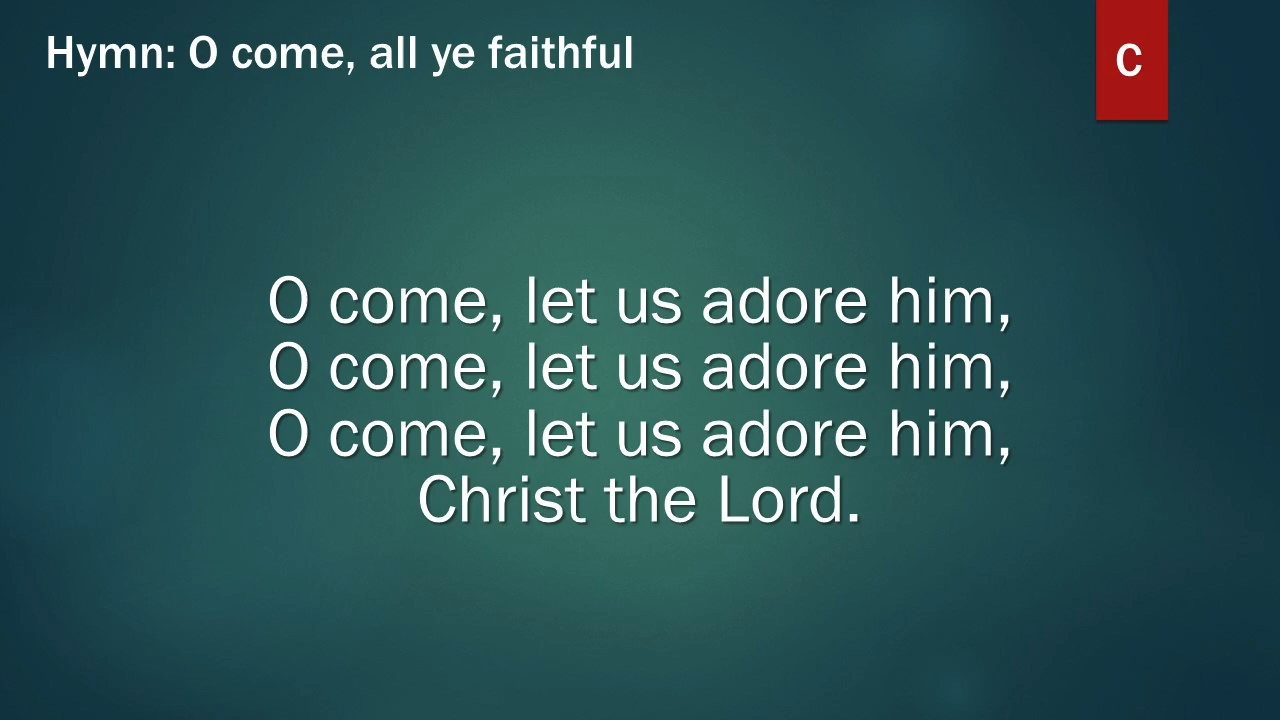 Hymn: O come, all ye faithful
C
O come, let us adore him,
O come, let us adore him,
O come, let us adore him,
Christ the Lord.